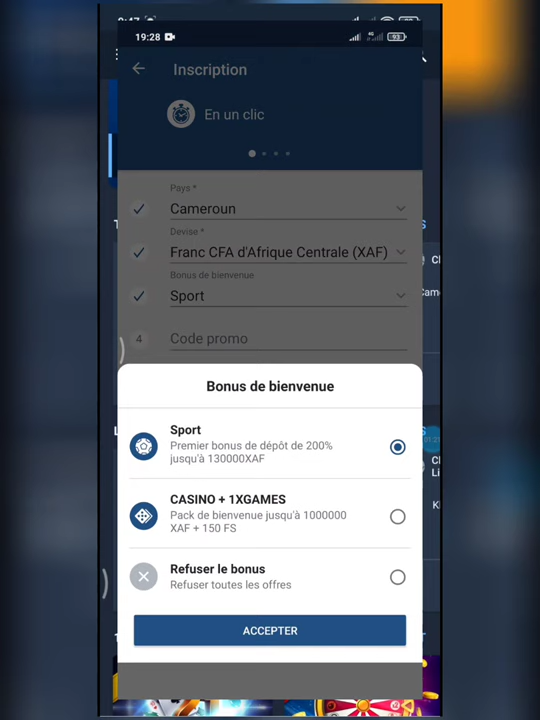 19:28
4G
93
Inscription
En un clic
Pays *
Cameroun
Devise *
Franc CFA d'Afrique Centrale (XAF)
Bonus de bienvenue
Sport
4
Code promo
Bonus de bienvenue
Sport
Premier bonus de dépôt de 200%
jusqu'à 130000XAF
CASINO + 1XGAMES
Pack de bienvenue jusqu'à 1000000
XAF + 150 FS
Refuser le bonus
Refuser toutes les offres
ACCEPTER